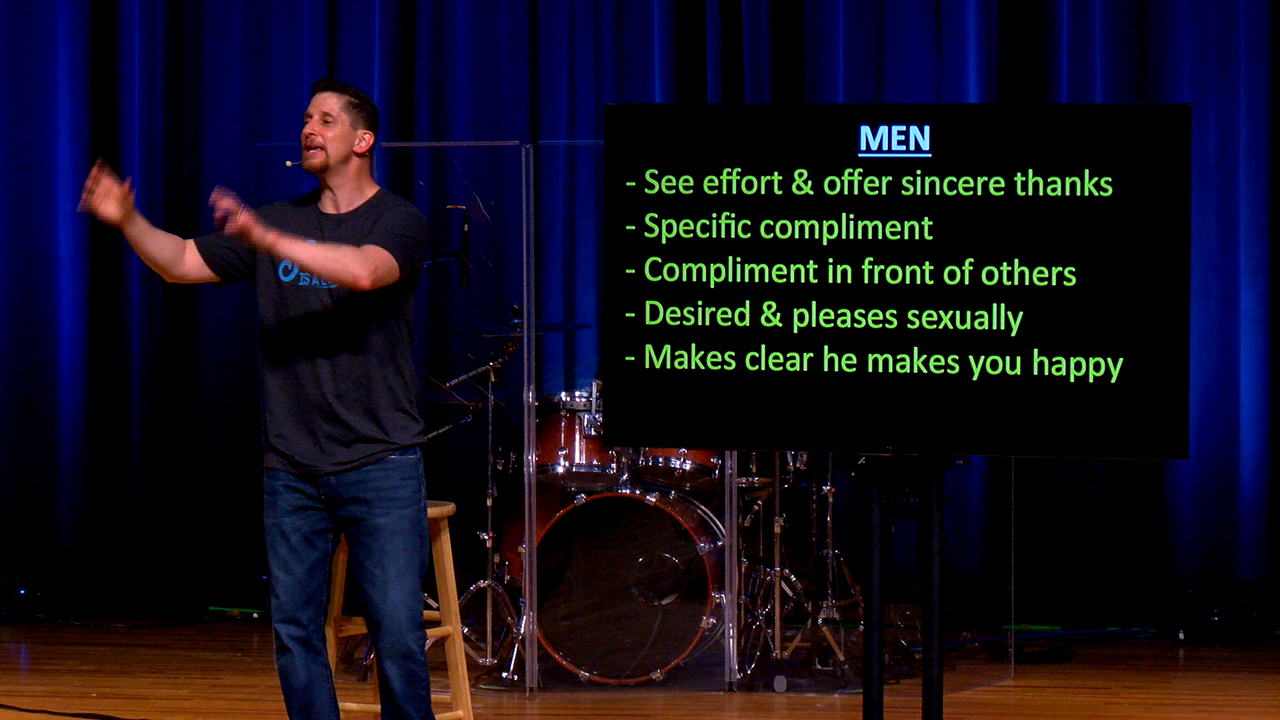 MEN
- See effort & offer sincere thanks
- Specific compliment
- Compliment in front of others
- Desired & pleases sexually
- Makes clear he makes you happy
IS A